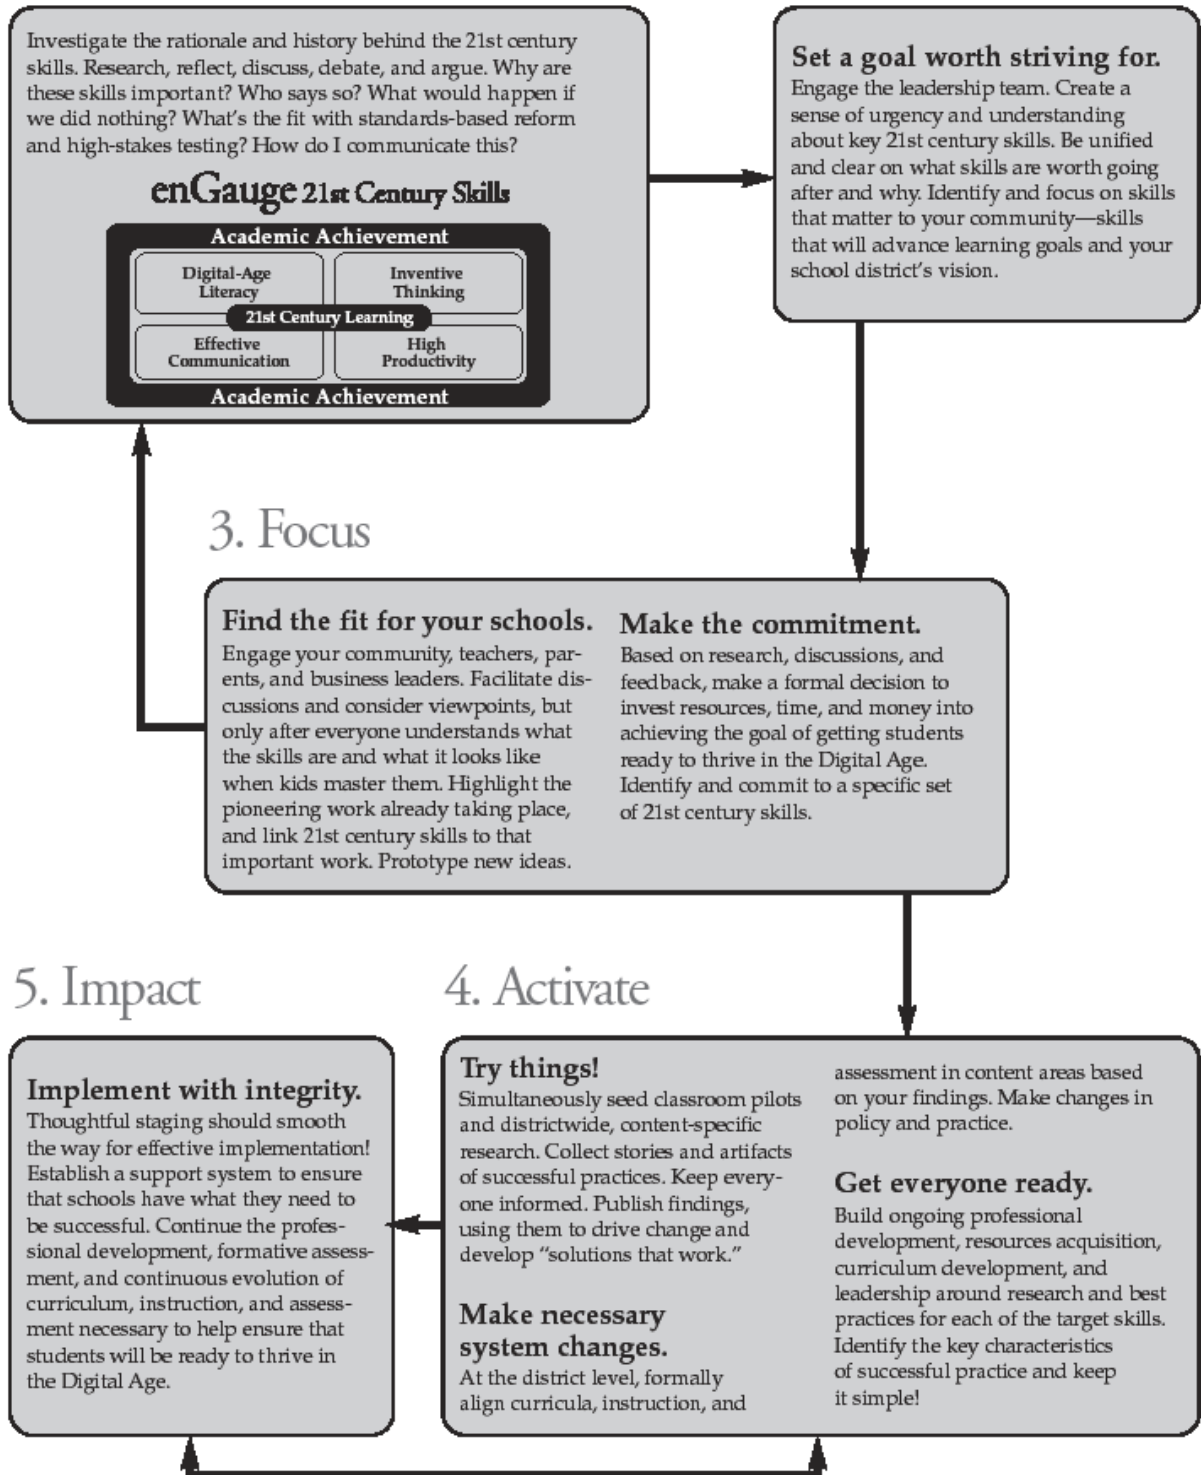 Investigate the rationale and history behind the 21st century
skills. Research, reflect, discuss, debate, and argue. Why are
these skills important? Who says so? What would happen if
we did nothing? What's the fit with standards-based reform
and high-stakes testing? How do I communicate this?
enGauge 21st Century Skills
Academic Achievement
Digital-Age
Literacy
Inventive
Thinking
21st Century Learning
Effective
Communication
High
Productivity
Academic Achievement
Set a goal worth striving for.
Engage the leadership team. Create a
sense of urgency and understanding
about key 21st century skills. Be unified
and clear on what skills are worth going
after and why. Identify and focus on skills
that matter to your community—skills
that will advance learning goals and your
school district's vision.
3. Focus
Find the fit for your schools.
Engage your community, teachers, par-
ents, and business leaders. Facilitate dis-
cussions and consider viewpoints, but
only after everyone understands what
the skills are and what it looks like
when kids master them. Highlight the
pioneering work already taking place,
and link 21st century skills to that
important work. Prototype new ideas.
Make the commitment.
Based on research, discussions, and
feedback, make a formal decision to
invest resources, time, and money into
achieving the goal of getting students
ready to thrive in the Digital Age.
Identify and commit to a specific set
of 21st century skills.
4. Activate
Try things!
Simultaneously seed classroom pilots
and districtwide, content-specific
research. Collect stories and artifacts
of successful practices. Keep every-
one informed. Publish findings,
using them to drive change and
develop "solutions that work."
Make necessary
system changes.
At the district level, formally
align curricula, instruction, and
assessment in content areas based
on your findings. Make changes in
policy and practice.
Get everyone ready.
Build ongoing professional
development, resources acquisition,
curriculum development, and
leadership around research and best
practices for each of the target skills.
Identify the key characteristics
of successful practice and keep
it simple!
5. Impact
Implement with integrity.
Thoughtful staging should smooth
the way for effective implementation!
Establish a support system to ensure
that schools have what they need to
be successful. Continue the profes-
sional development, formative assess-
ment, and continuous evolution of
curriculum, instruction, and assess-
ment necessary to help ensure that
students will be ready to thrive in
the Digital Age.